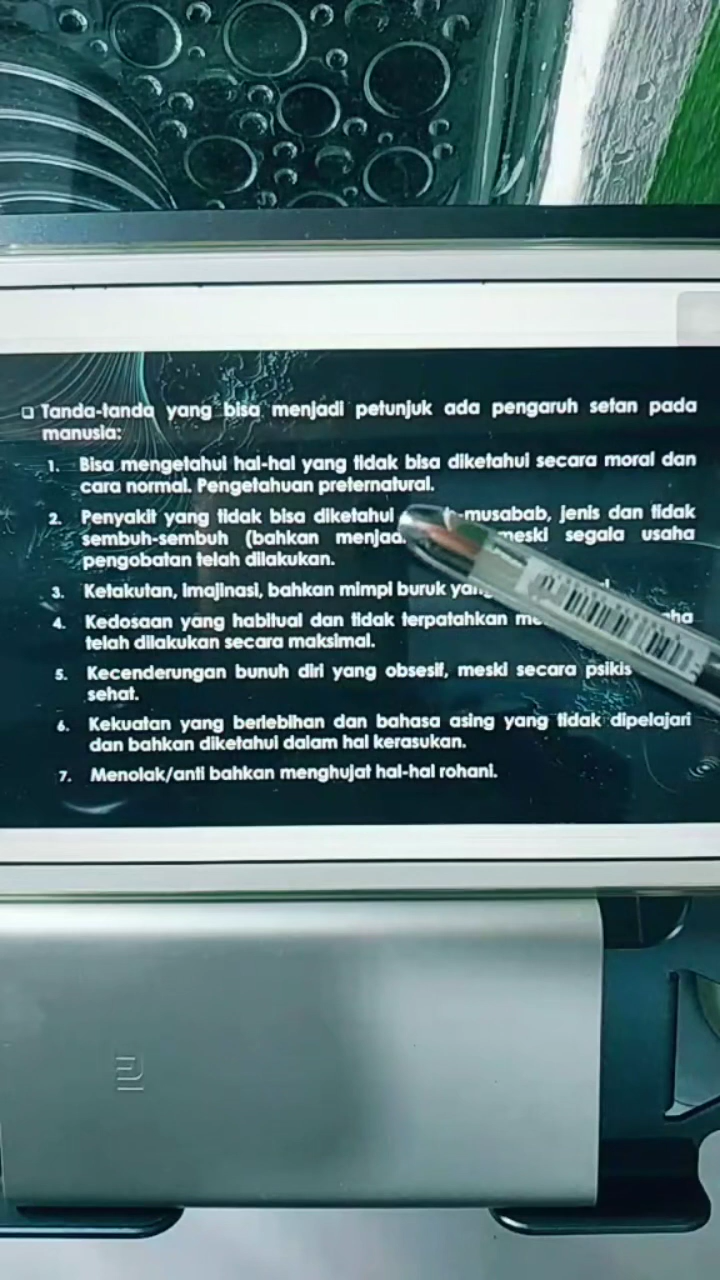 ❑ Tanda-tanda yang bisa menjadi petunjuk ada pengaruh setan pada
manusia:
1. Bisa mengetahui hal-hal yang tidak bisa diketahui secara moral dan
cara normal. Pengetahuan preternatural.
2. Penyakit yang tidak bisa diketahui -musabab, jenis dan tidak
sembuh-sembuh (bahkan meski segala usaha
pengobatan telah dilakukan.
3. Ketakutan, imajinasi, bahkan mimpi buruk
4. Kedosaan yang habitual dan tidak terpatahkan
telah dilakukan secara maksimal.
5. Kecenderungan bunuh diri yang obsesif, meski secara psikis
sehat.
6. Kekuatan yang berlebihan dan bahasa asing yang tidak dipelajari
dan bahkan diketahui dalam hal kerasukan.
7. Menolak/anti bahkan menghujat hal-hal rohani.